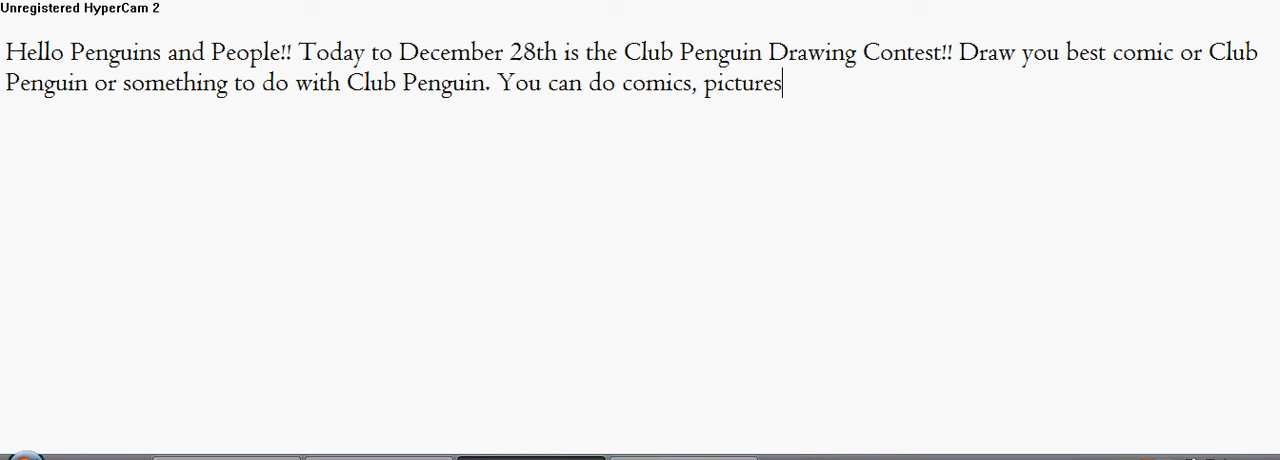 Unregistered HyperCam 2
Hello Penguins and People!! Today to December 28th is the Club Penguin Drawing Contest!! Draw you best comic or Club
Penguin or something to do with Club Penguin. You can do comics, pictures